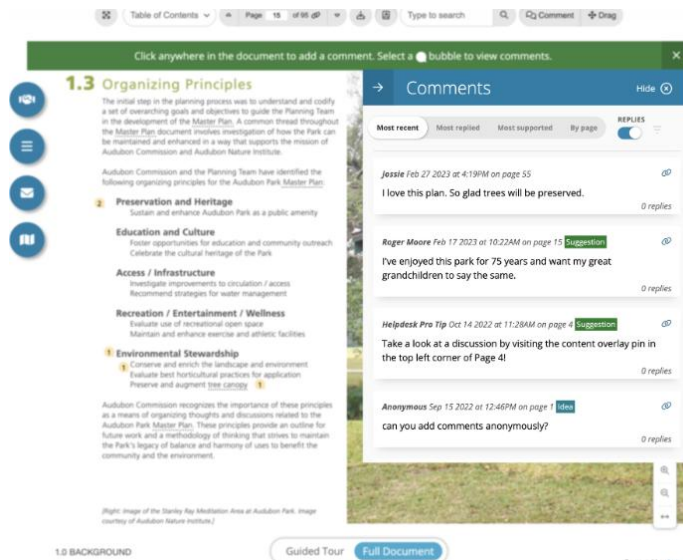 Table of Contents
Page 15 of 95
Type to search
Comment
Drag
Click anywhere in the document to add a comment. Select a bubble to view comments.
1.3 Organizing Principles
The initial step in the planning process was to understand and codify
a set of overarching goals and objectives to guide the Planning Team
in the development of the Master Plan. A common thread throughout
the Master Plan document involves investigation of how the Park can
be maintained and enhanced in a way that supports the mission of
Audubon Commission and Audubon Nature Institute.
Audubon Commission and the Planning Team have identified the
following organizing principles for the Audubon Park Master Plan:
2 Preservation and Heritage
Sustain and enhance Audubon Park as a public amenity
Education and Culture
Foster opportunities for education and community outreach
Celebrate the cultural heritage of the Park
Access / Infrastructure
Investigate improvements to circulation / access
Recommend strategies for water management
Recreation / Entertainment / Wellness
Evaluate use of recreational open space
Maintain and enhance exercise and athletic facilities
1 Environmental Stewardship
1 Conserve and enrich the landscape and environment
Evaluate best horticultural practices for application
Preserve and augment tree canopy 1
Audubon Commission recognizes the importance of these principles
as a means of organizing thoughts and discussions related to the
Audubon Park Master Plan. These principles provide an outline for
future work and a methodology of thinking that strives to maintain
the Park's legacy of balance and harmony of uses to benefit the
community and the environment.
[Right: Image of the Stanley Ray Meditation Area at Audubon Park. Image
courtesy of Audubon Nature Institute.]
1.0 BACKGROUND
Guided Tour
Full Document
Comments
Hide
Most recent
Most replied
Most supported
By page
REPLIES
Jessie Feb 27 2023 at 4:19PM on page 55
I love this plan. So glad trees will be preserved.
0 replies
Roger Moore Feb 17 2023 at 10:22AM on page 15 Suggestion
I've enjoyed this park for 75 years and want my great
grandchildren to say the same.
0 replies
Helpdesk Pro Tip Oct 14 2022 at 11:28AM on page 4 Suggestion
Take a look at a discussion by visiting the content overlay pin in
the top left corner of Page 4!
0 replies
Anonymous Sep 15 2022 at 12:46PM on page 1 Idea
can you add comments anonymously?
0 replies